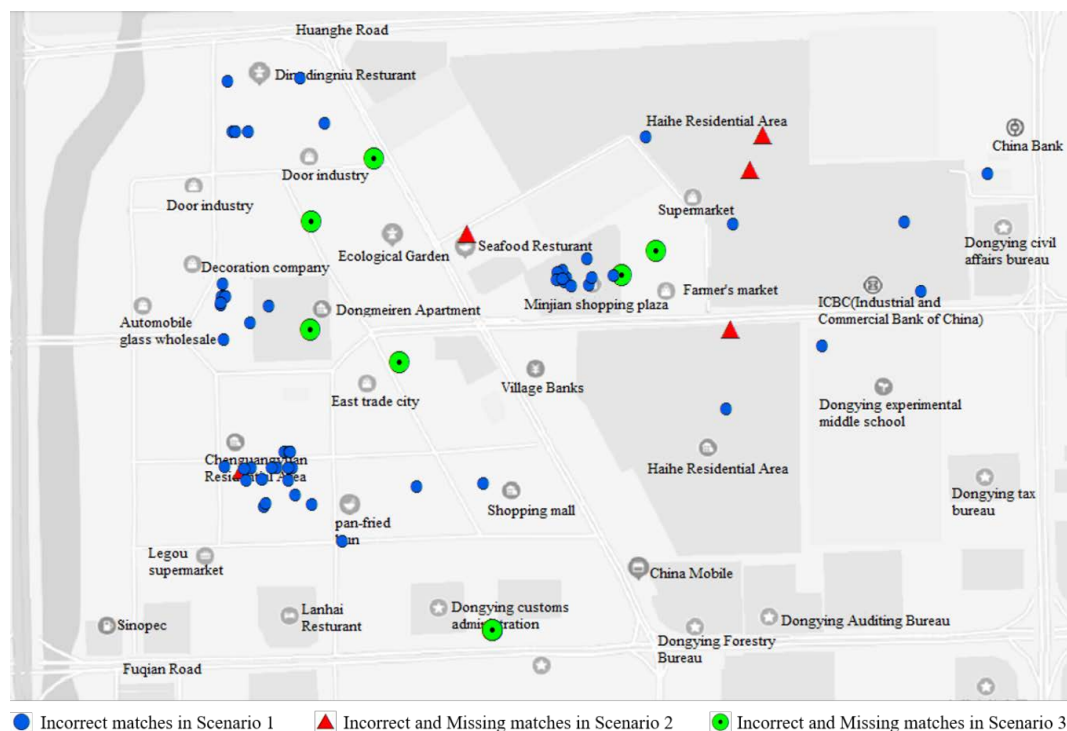 Huanghe Road
Dingdingniu Resturant
Haihe Residential Area
China Bank
Door industry
Door industry
Supermarket
Seafood Resturant
Ecological Garden
Dongying civil
affairs bureau
Decoration company
Minjian shopping plaza
Farmer's market
ICBC(Industrial and
Commercial Bank of China)
Dongmeiren Apartment
Automobile
glass wholesale
Village Banks
East trade city
Dongying experimental
middle school
Chenguangyuan
Residential Area
Haihe Residential Area
Dongying tax
bureau
Shopping mall
pan-fried
Legou
supermarket
China Mobile
Sinopec
Lanhai
Resturant
Dongying customs
administration
Dongying Auditing Bureau
Dongying Forestry
Bureau
Fuqian Road
Incorrect matches in Scenario 1
Incorrect and Missing matches in Scenario 2
Incorrect and Missing matches in Scenario 3